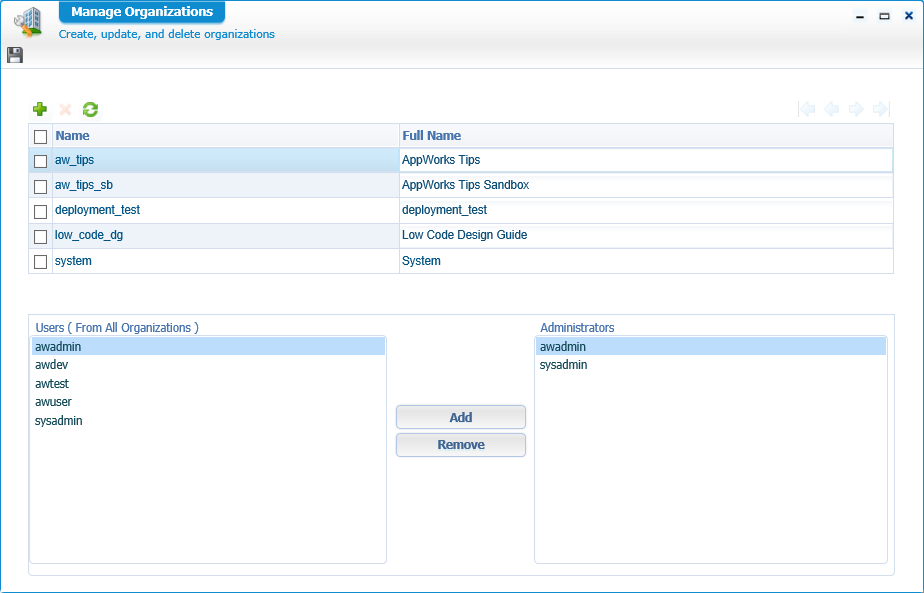 Manage Organizations
Create, update, and delete organizations
Name Full Name
aw_tips AppWorks Tips
aw_tips_sb AppWorks Tips Sandbox
deployment_test deployment_test
low_code_dg Low Code Design Guide
system System
Users ( From All Organizations ) Administrators
awadmin awadmin
awdev sysadmin
awtest
awuser
sysadmin
Add
Remove